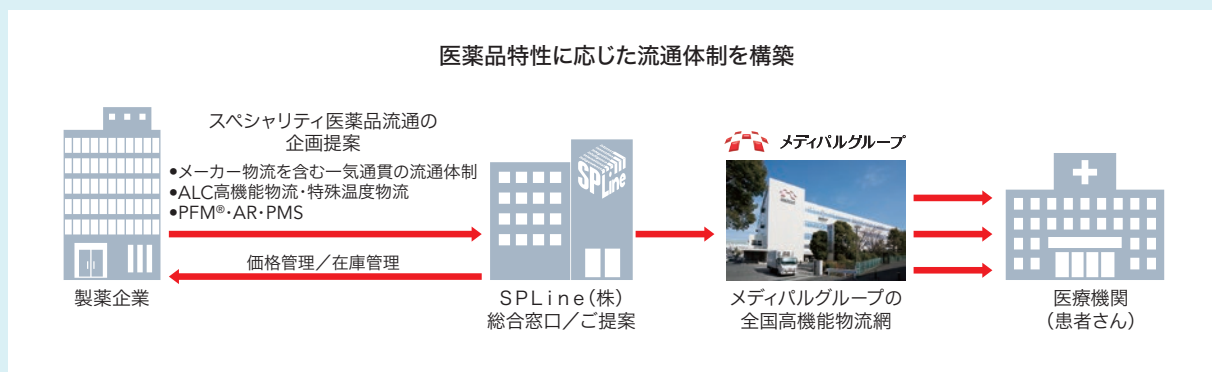 医薬品特性に応じた流通体制を構築
スペシャリティ医薬品流通の
企画提案
●メーカー物流を含む一気通貫の流通体制
●ALC高機能物流・特殊温度物流
●PFM®・AR・PMS
価格管理／在庫管理
製薬企業
SPLine
SPLine（株）
総合窓口／ご提案
メディパルグループ
メディパルグループの
全国高機能物流網
医療機関
（患者さん）